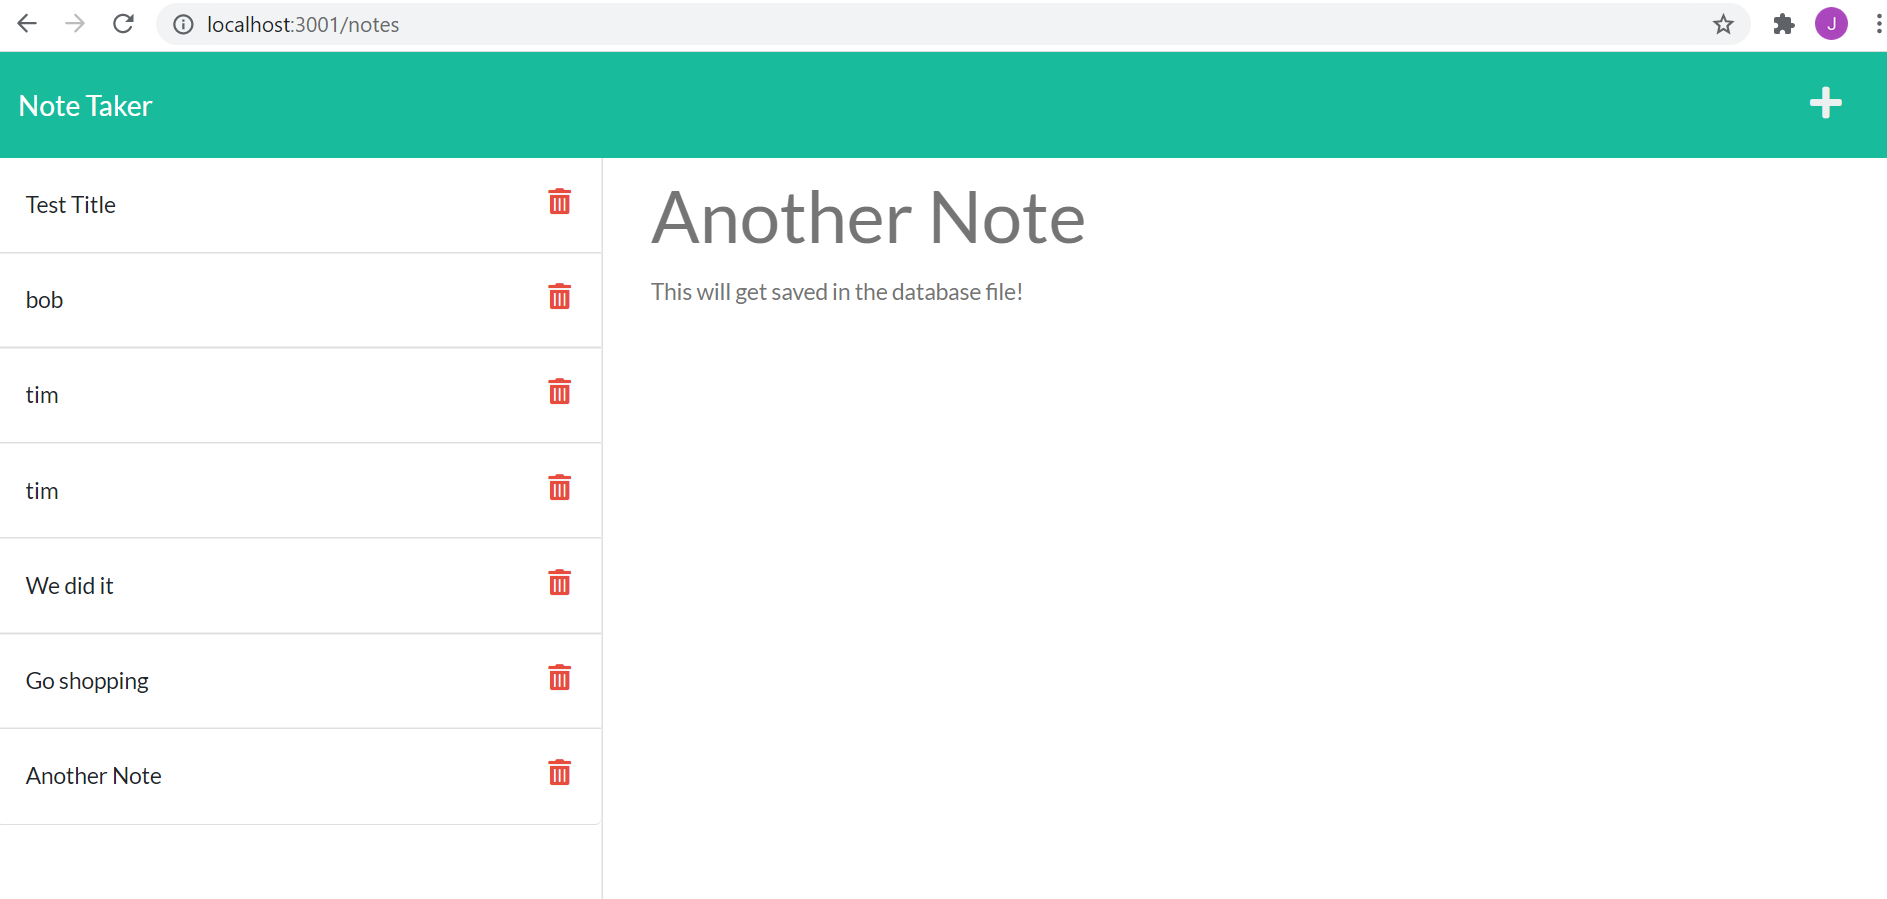 localhost:3001/notes
J
Note Taker
Test Title
bob
tim
tim
We did it
Go shopping
Another Note
Another Note
This will get saved in the database file!